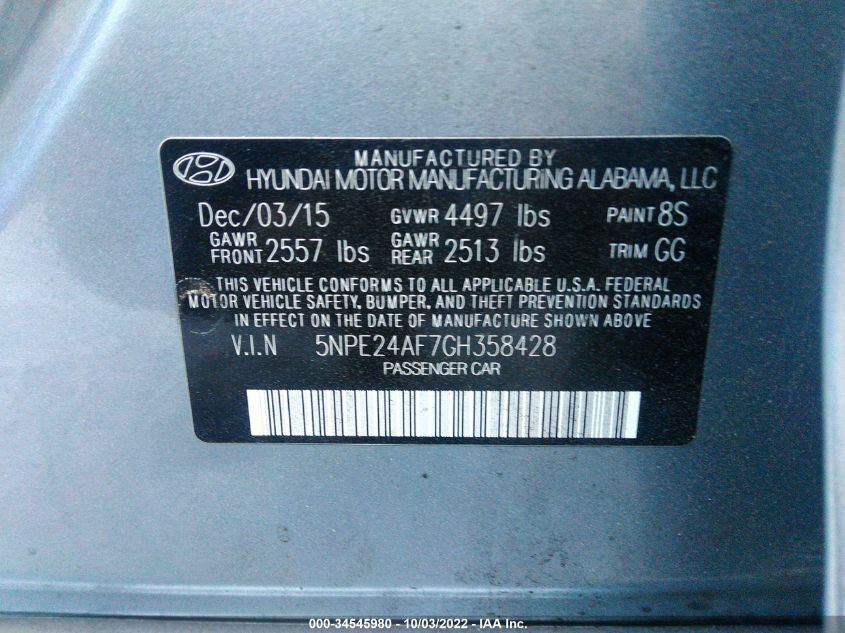 MANUFACTURED BY
HYUNDAI MOTOR MANUFACTURING ALABAMA, LLC
Dec/03/15 GVWR 4497 lbs PAINT 8S
GAWR FRONT 2557 lbs GAWR REAR 2513 lbs TRIM GG
THIS VEHICLE CONFORMS TO ALL APPLICABLE U.S.A. FEDERAL
MOTOR VEHICLE SAFETY, BUMPER, AND THEFT PREVENTION STANDARDS
IN EFFECT ON THE DATE OF MANUFACTURE SHOWN ABOVE
V.I.N 5NPE24AF7GH358428
PASSENGER CAR
000-34545980 - 10/03/2022 - IAA Inc.